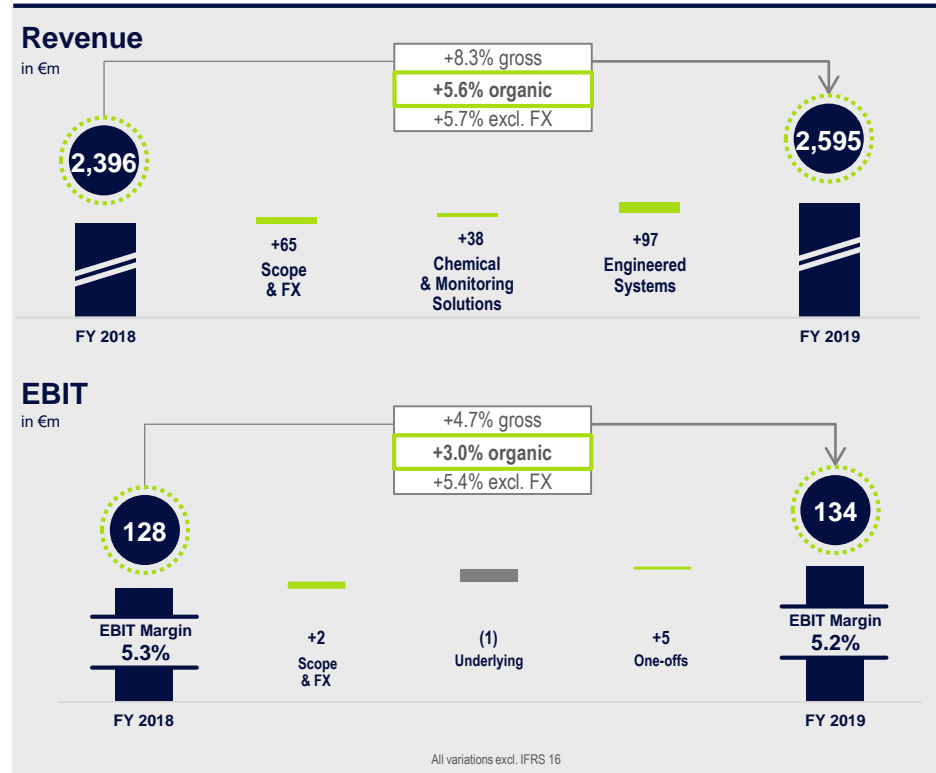 Revenue
in €m
+8.3% gross
+5.6% organic
+5.7% excl. FX
2,396
2,595
+65
Scope
& FX
+38
Chemical
& Monitoring
Solutions
+97
Engineered
Systems
FY 2018
FY 2019
EBIT
in €m
+4.7% gross
+3.0% organic
+5.4% excl. FX
128
134
EBIT Margin
5.3%
+2
Scope
& FX
(1)
Underlying
+5
One-offs
EBIT Margin
5.2%
FY 2018
FY 2019
All variations excl. IFRS 16